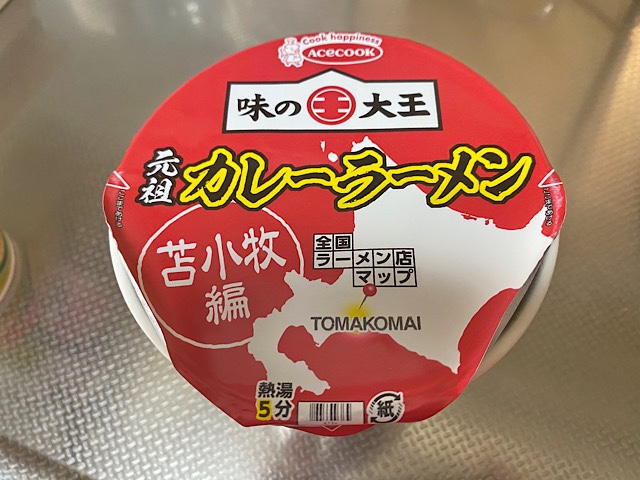 Cook happiness
ACECOOK
味の 王 大王
元祖 カレーラーメン
苫小牧編
全国
ラーメン店
マップ
TOMAKOMAI
熱湯
5分
紙